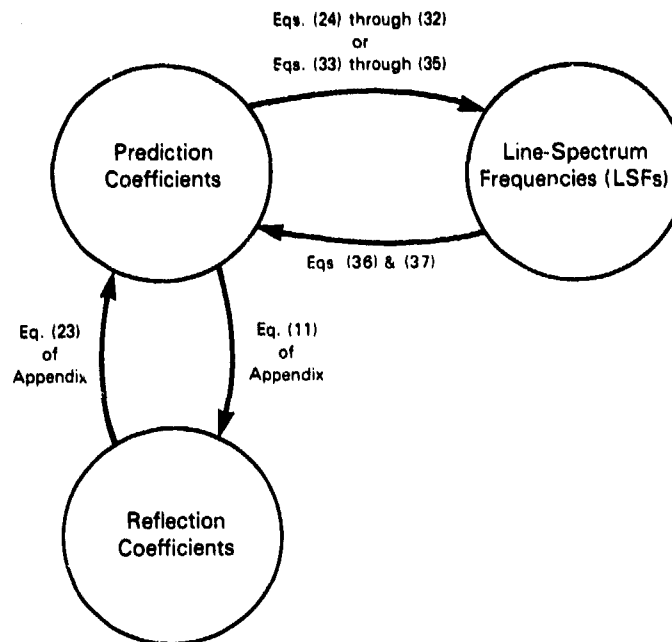 Eqs. (24) through (32)
or
Eqs. (33) through (35)
Prediction
Coefficients
Line-Spectrum
Frequencies (LSFs)
Eqs (36) & (37)
Eq. (23)
of
Appendix
Eq. (11)
of
Appendix
Reflection
Coefficients